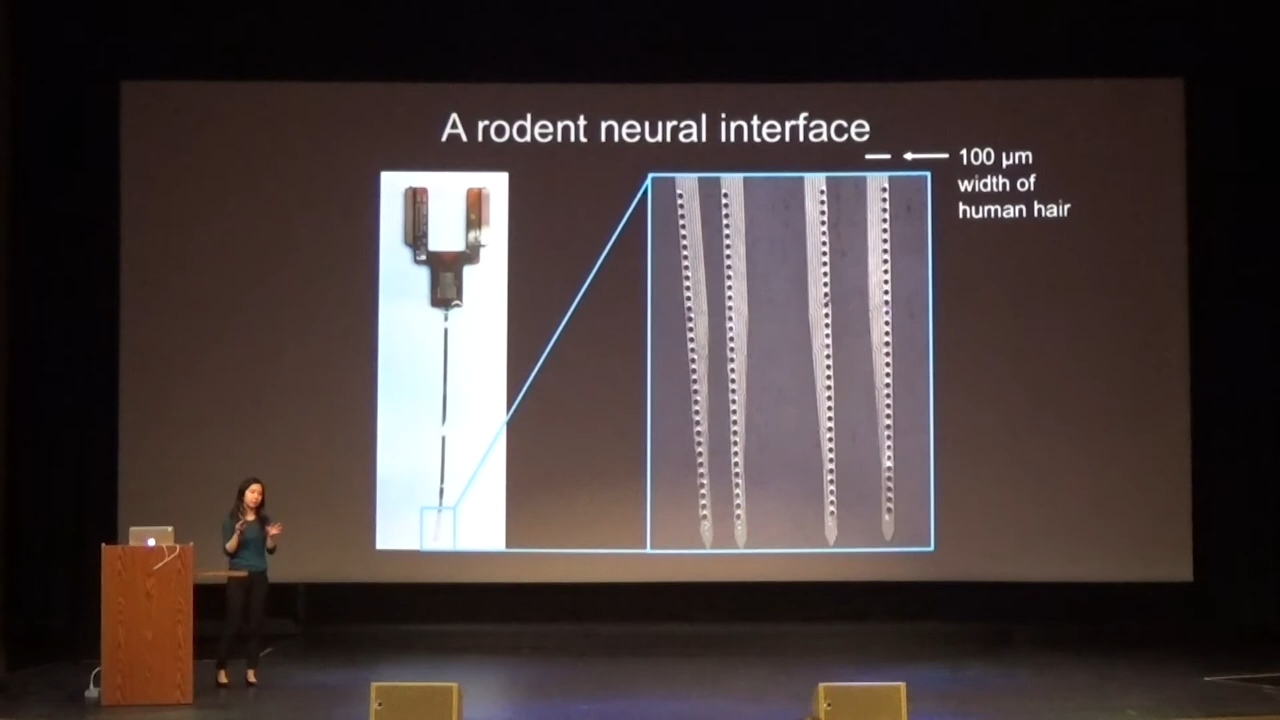 A rodent neural interface
100 µm
width of
human hair